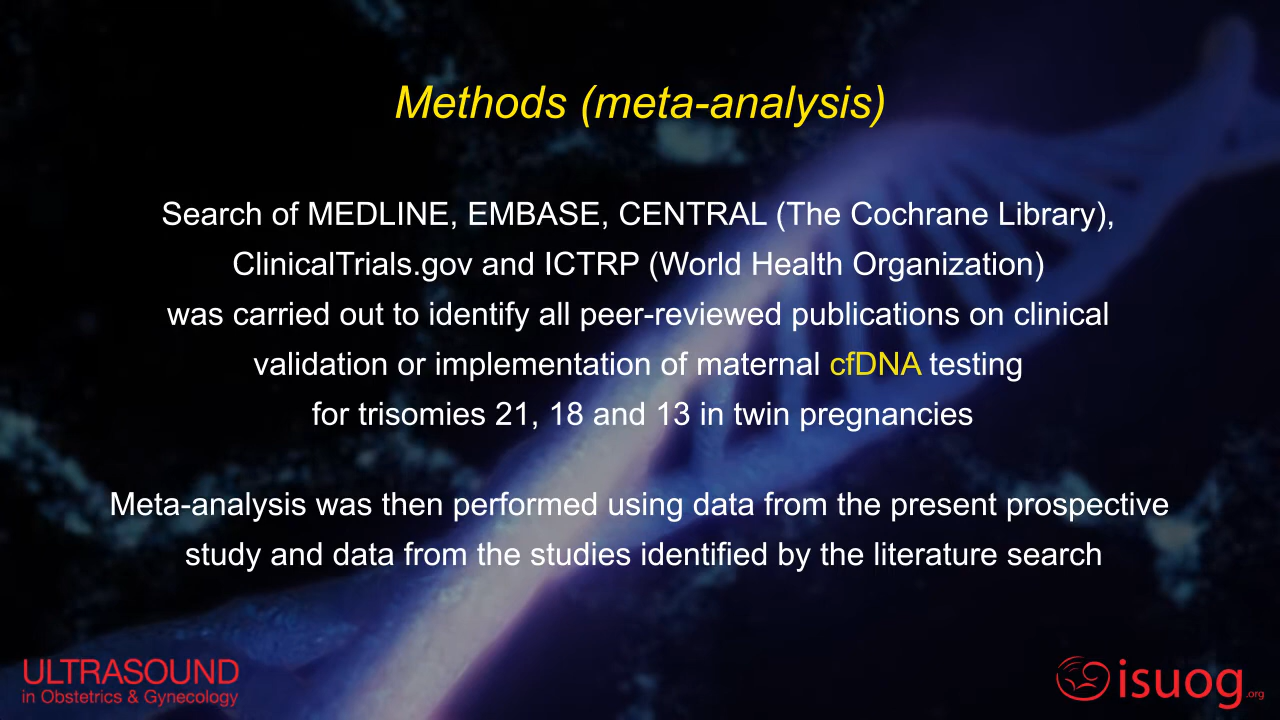 Methods (meta-analysis)
Search of MEDLINE, EMBASE, CENTRAL (The Cochrane Library),
ClinicalTrials.gov and ICTRP (World Health Organization)
was carried out to identify all peer-reviewed publications on clinical
validation or implementation of maternal cfDNA testing
for trisomies 21, 18 and 13 in twin pregnancies
Meta-analysis was then performed using data from the present prospective
study and data from the studies identified by the literature search
ULTRASOUND
in Obstetrics & Gynecology
isuog.org